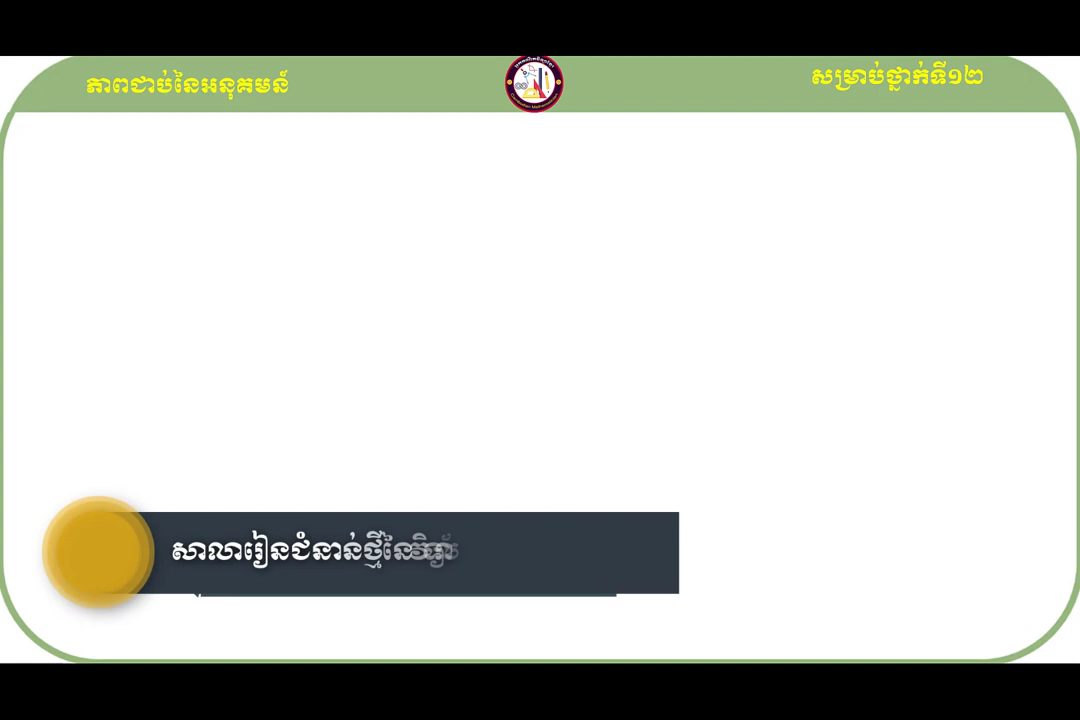 ភាពជាប់នៃអនុគមន៍
សម្រាប់ថ្នាក់ទី១២
សាលារៀនជំនាន់ថ្មីនៃ